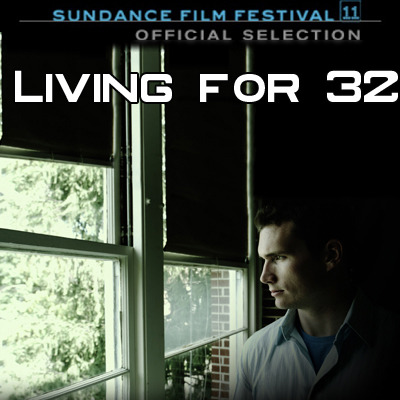 SUNDANCE FILM FESTIVAL 11
OFFICIAL SELECTION
LIVING FOR 32